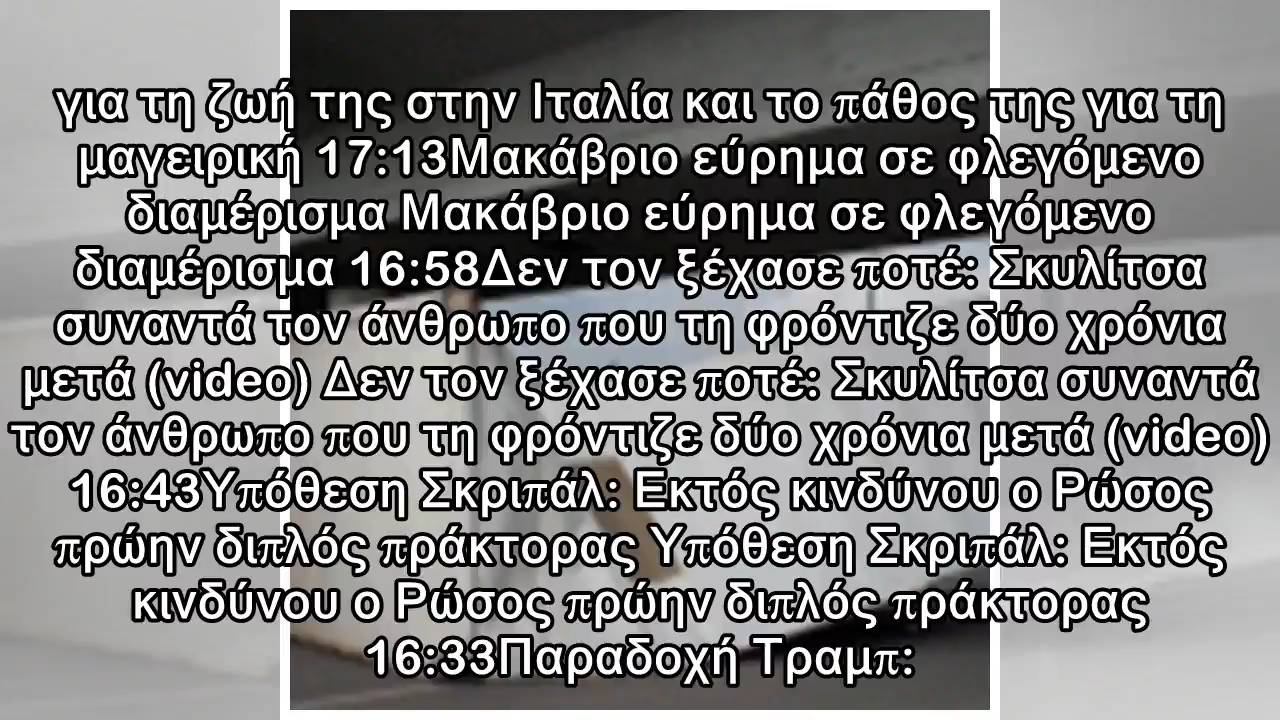 για τη ζωή της στην Ιταλία και το πάθος της για τη
μαγειρική 17:13Μακάβριο εύρημα σε φλεγόμενο
διαμέρισμα Μακάβριο εύρημα σε φλεγόμενο
διαμέρισμα 16:58Δεν τον ξέχασε ποτέ: Σκυλίτσα
συναντά τον άνθρωπο που τη φρόντιζε δύο χρόνια
μετά (video) Δεν τον ξέχασε ποτέ: Σκυλίτσα συναντά
τον άνθρωπο που τη φρόντιζε δύο χρόνια μετά (video)
16:43Υπόθεση Σκριπάλ: Εκτός κινδύνου ο Ρώσος
πρώην διπλός πράκτορας Υπόθεση Σκριπάλ: Εκτός
κινδύνου ο Ρώσος πρώην διπλός πράκτορας
16:33Παραδοχή Τραμπ: